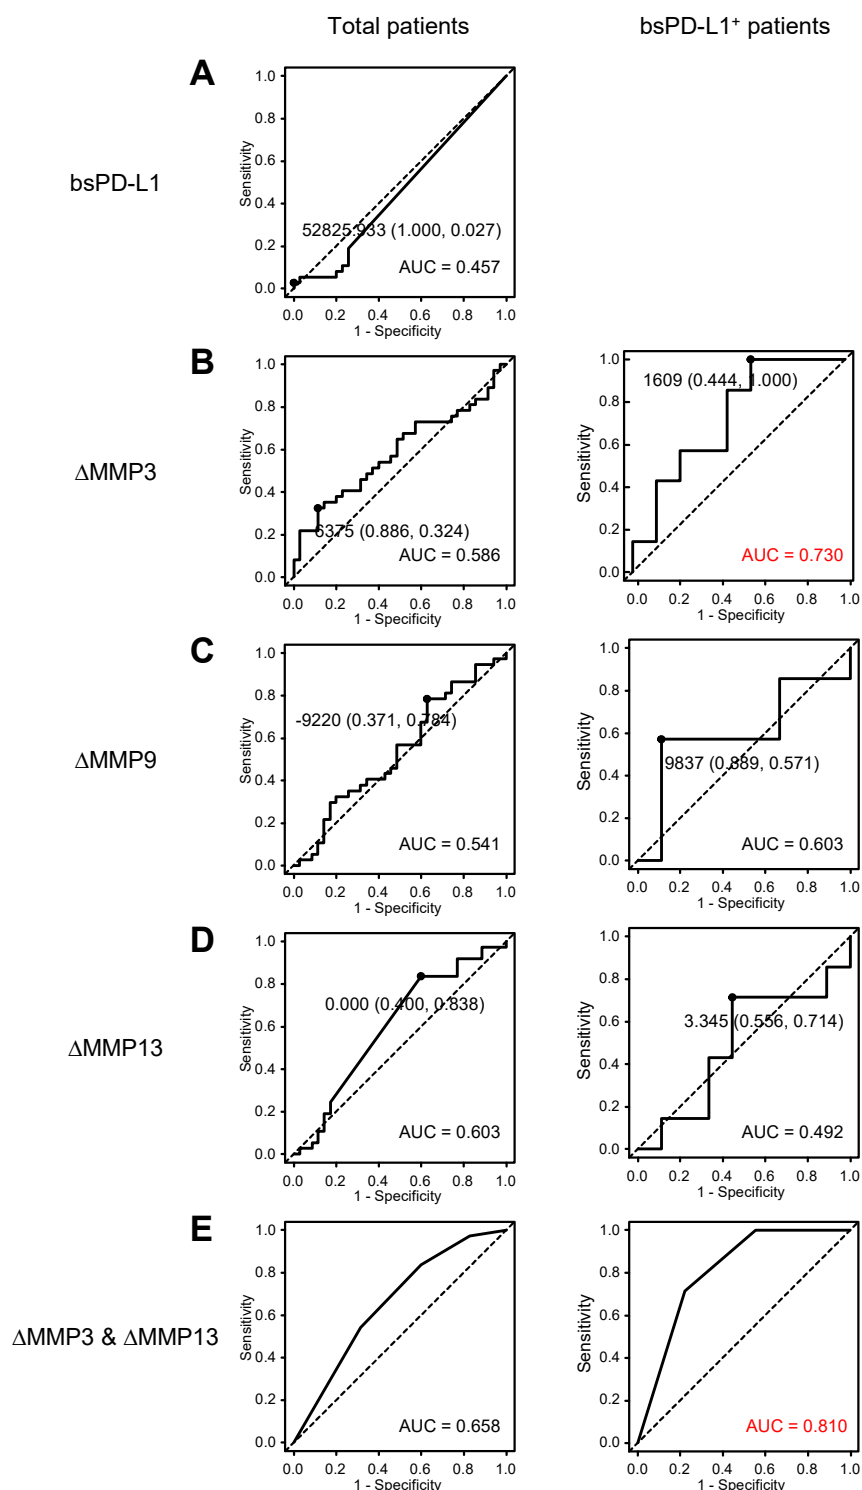 Total patients
bsPD-L1⁺ patients
A
bsPD-L1
Sensitivity
1.0
0.8
0.6
0.4
0.2
0.0
52825.933 (1.000, 0.027)
AUC = 0.457
0.0 0.2 0.4 0.6 0.8 1.0
1 - Specificity
B
ΔMMP3
Sensitivity
1.0
0.8
0.6
0.4
0.2
0.0
6375 (0.886, 0.324)
AUC = 0.586
0.0 0.2 0.4 0.6 0.8 1.0
1 - Specificity
Sensitivity
1.0
0.8
0.6
0.4
0.2
0.0
1609 (0.444, 1.000)
AUC = 0.730
0.0 0.2 0.4 0.6 0.8 1.0
1 - Specificity
C
ΔMMP9
Sensitivity
1.0
0.8
0.6
0.4
0.2
0.0
-9220 (0.371, 0.784)
AUC = 0.541
0.0 0.2 0.4 0.6 0.8 1.0
1 - Specificity
Sensitivity
1.0
0.8
0.6
0.4
0.2
0.0
9837 (0.889, 0.571)
AUC = 0.603
0.0 0.2 0.4 0.6 0.8 1.0
1 - Specificity
D
ΔMMP13
Sensitivity
1.0
0.8
0.6
0.4
0.2
0.0
0.000 (0.400, 0.838)
AUC = 0.603
0.0 0.2 0.4 0.6 0.8 1.0
1 - Specificity
Sensitivity
1.0
0.8
0.6
0.4
0.2
0.0
3.345 (0.556, 0.714)
AUC = 0.492
0.0 0.2 0.4 0.6 0.8 1.0
1 - Specificity
E
ΔMMP3 & ΔMMP13
Sensitivity
1.0
0.8
0.6
0.4
0.2
0.0
AUC = 0.658
0.0 0.2 0.4 0.6 0.8 1.0
1 - Specificity
Sensitivity
1.0
0.8
0.6
0.4
0.2
0.0
AUC = 0.810
0.0 0.2 0.4 0.6 0.8 1.0
1 - Specificity